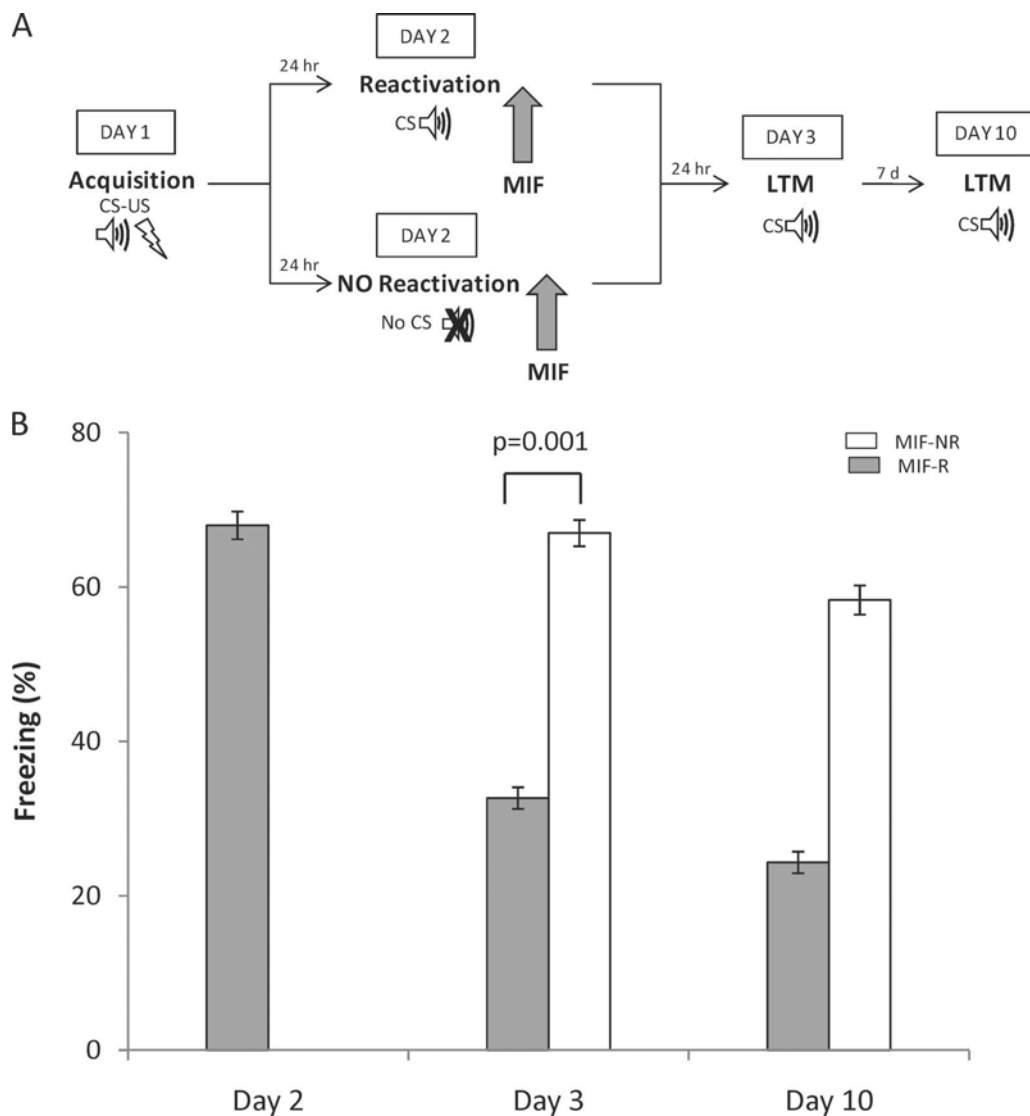 A
DAY 1
Acquisition
CS-US
24 hr
DAY 2
Reactivation
CS
MIF
24 hr
DAY 2
NO Reactivation
No CS
X
MIF
24 hr
DAY 3
LTM
CS
7 d
DAY 10
LTM
CS
B
p=0.001
MIF-NR
MIF-R
Freezing (%)
80
60
40
20
0
Day 2
Day 3
Day 10